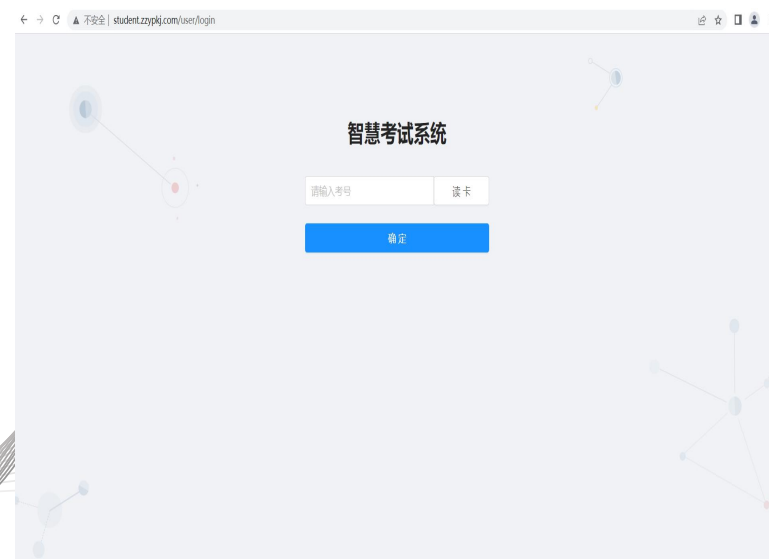 不安全 | student.zzypkj.com/user/login
智慧考试系统
请输入考号 读卡
确定